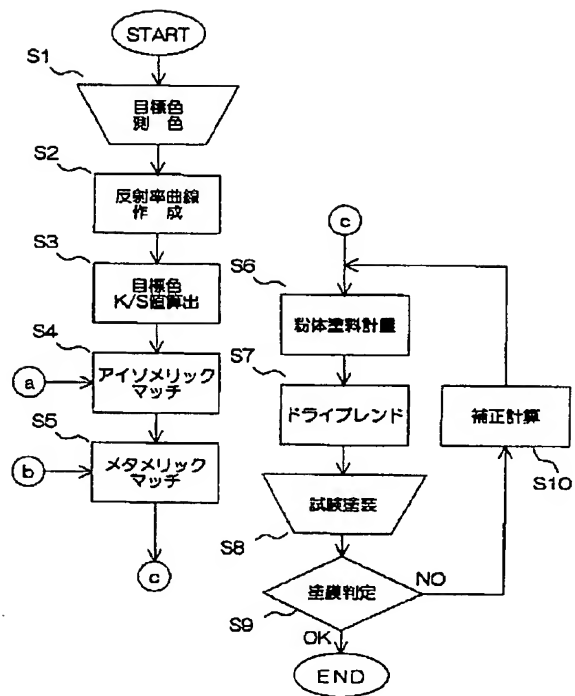 START
S1
目標色
測 色
S2
反射率曲線
作 成
S3
目標色
K/S値算出
S4
a
アイソメリック
マッチ
S5
b
メタメリック
マッチ
c
c
S6
粉体塗料計量
S7
ドライブレンド
補正計算
S10
試験塗装
S8
塗膜判定
NO
S9
OK
END